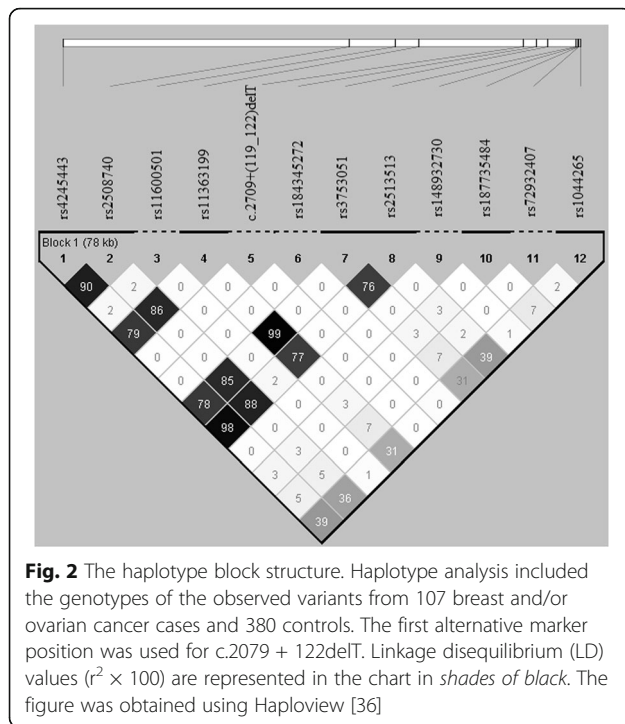 rs4245443
rs2508740
rs11600501
rs11363199
c.2709+(119_122)delT
rs184345272
rs3753051
rs2513513
rs148932730
rs187735484
rs72932407
rs1044265
Block 1 (78 kb)
1 2 3 4 5 6 7 8 9 10 11 12
90 2 0 0 0 0 76 0 0 0 2
2 86 0 0 0 0 0 3 0 7
79 0 0 99 0 0 3 2 1
0 0 0 77 0 0 7 39
0 85 2 0 0 0 31
78 88 0 3 0 0
98 0 0 7 0
0 3 0 31
3 5 1
5 36
39
Fig. 2 The haplotype block structure. Haplotype analysis included
the genotypes of the observed variants from 107 breast and/or
ovarian cancer cases and 380 controls. The first alternative marker
position was used for c.2079 + 122delT. Linkage disequilibrium (LD)
values (r² × 100) are represented in the chart in shades of black. The
figure was obtained using Haploview [36]